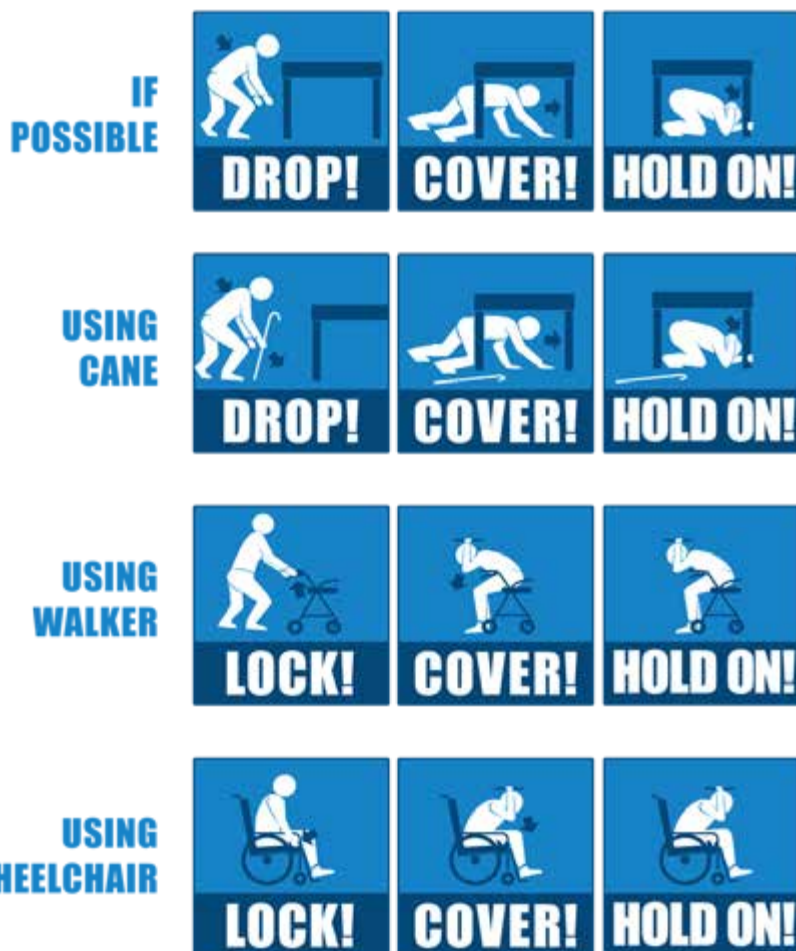 IF
POSSIBLE
DROP!
COVER!
HOLD ON!
USING
CANE
DROP!
COVER!
HOLD ON!
USING
WALKER
LOCK!
COVER!
HOLD ON!
USING
HEELCHAIR
LOCK!
COVER!
HOLD ON!